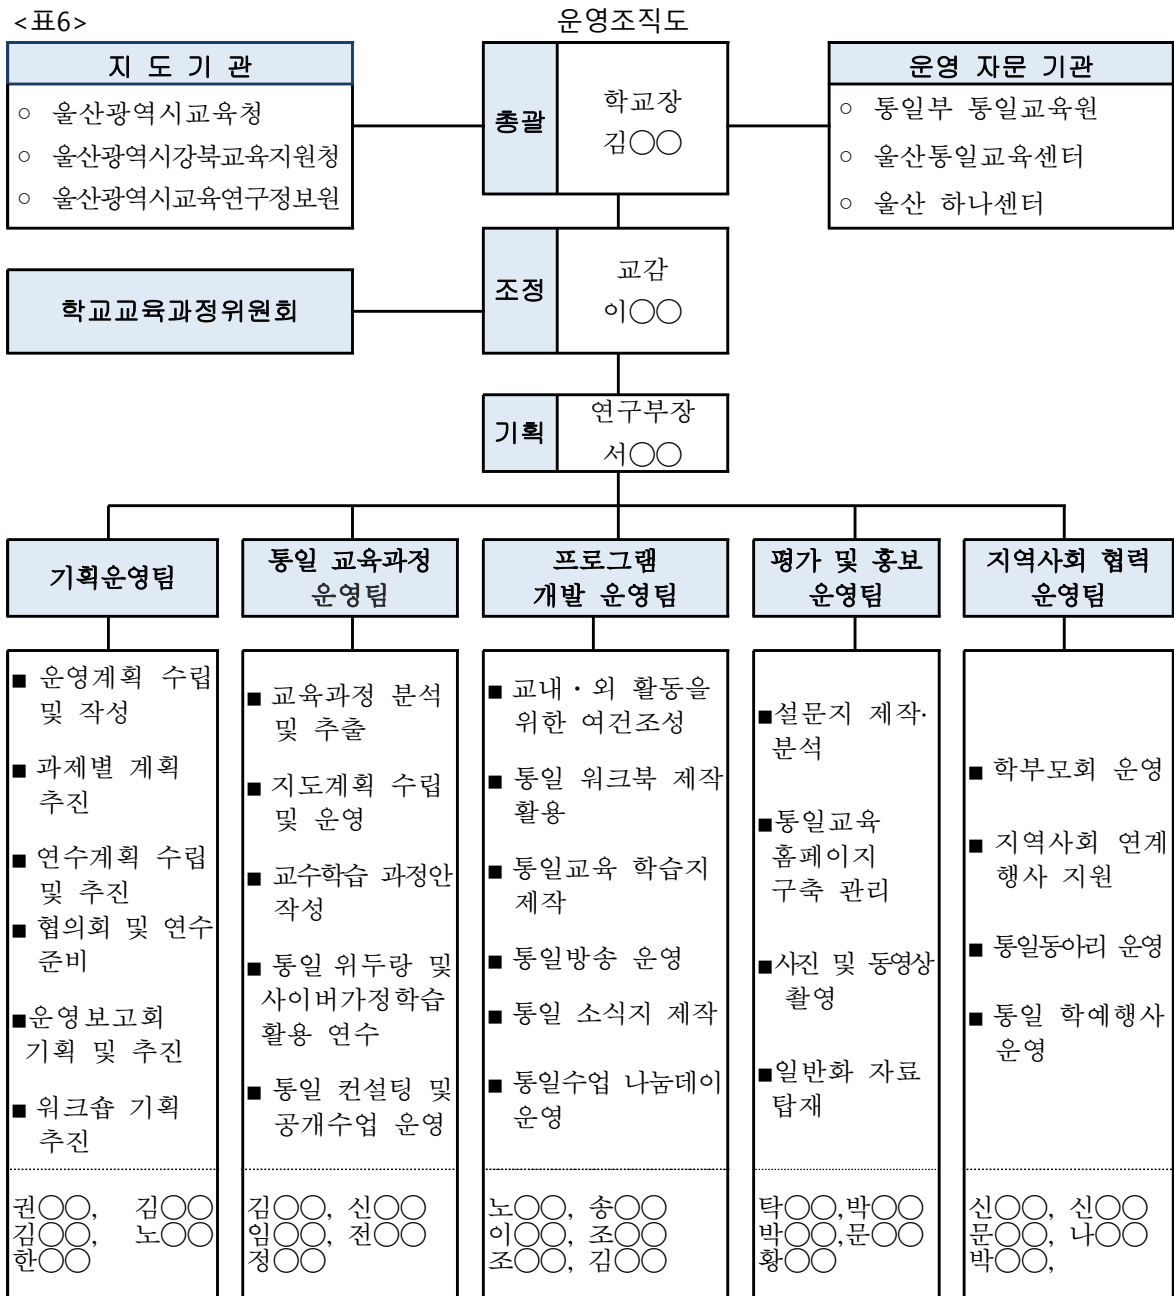 <표6>
운영조직도
지 도 기 관
○ 울산광역시교육청
○ 울산광역시강북교육지원청
○ 울산광역시교육연구정보원
총괄
학교장
김○○
운영 자문 기관
○ 통일부 통일교육원
○ 울산통일교육센터
○ 울산 하나센터
학교교육과정위원회
조정
교감
이○○
기획
연구부장
서○○
기획운영팀
■ 운영계획 수립
및 작성
■ 과제별 계획
추진
■ 연수계획 수립
및 추진
■ 협의회 및 연수
준비
■운영보고회
기획 및 추진
■ 워크숍 기획
추진
권○○, 김○○
김○○, 노○○
한○○
통일 교육과정
운영팀
■ 교육과정 분석
및 추출
■ 지도계획 수립
및 운영
■ 교수학습 과정안
작성
■ 통일 위두랑 및
사이버가정학습
활용 연수
■ 통일 컨설팅 및
공개수업 운영
김○○, 신○○
임○○, 전○○
정○○
프로그램
개발 운영팀
■ 교내·외 활동을
위한 여건조성
■ 통일 워크북 제작
활용
■ 통일교육 학습지
제작
■ 통일방송 운영
■ 통일 소식지 제작
■ 통일수업 나눔데이
운영
노○○, 송○○
이○○, 조○○
조○○, 김○○
평가 및 홍보
운영팀
■설문지 제작·
분석
■통일교육
홈페이지
구축 관리
■사진 및 동영상
촬영
■일반화 자료
탑재
탁○○,박○○
박○○,문○○
황○○
지역사회 협력
운영팀
■ 학부모회 운영
■ 지역사회 연계
행사 지원
■ 통일동아리 운영
■ 통일 학예행사
운영
신○○, 신○○
문○○, 나○○
박○○,